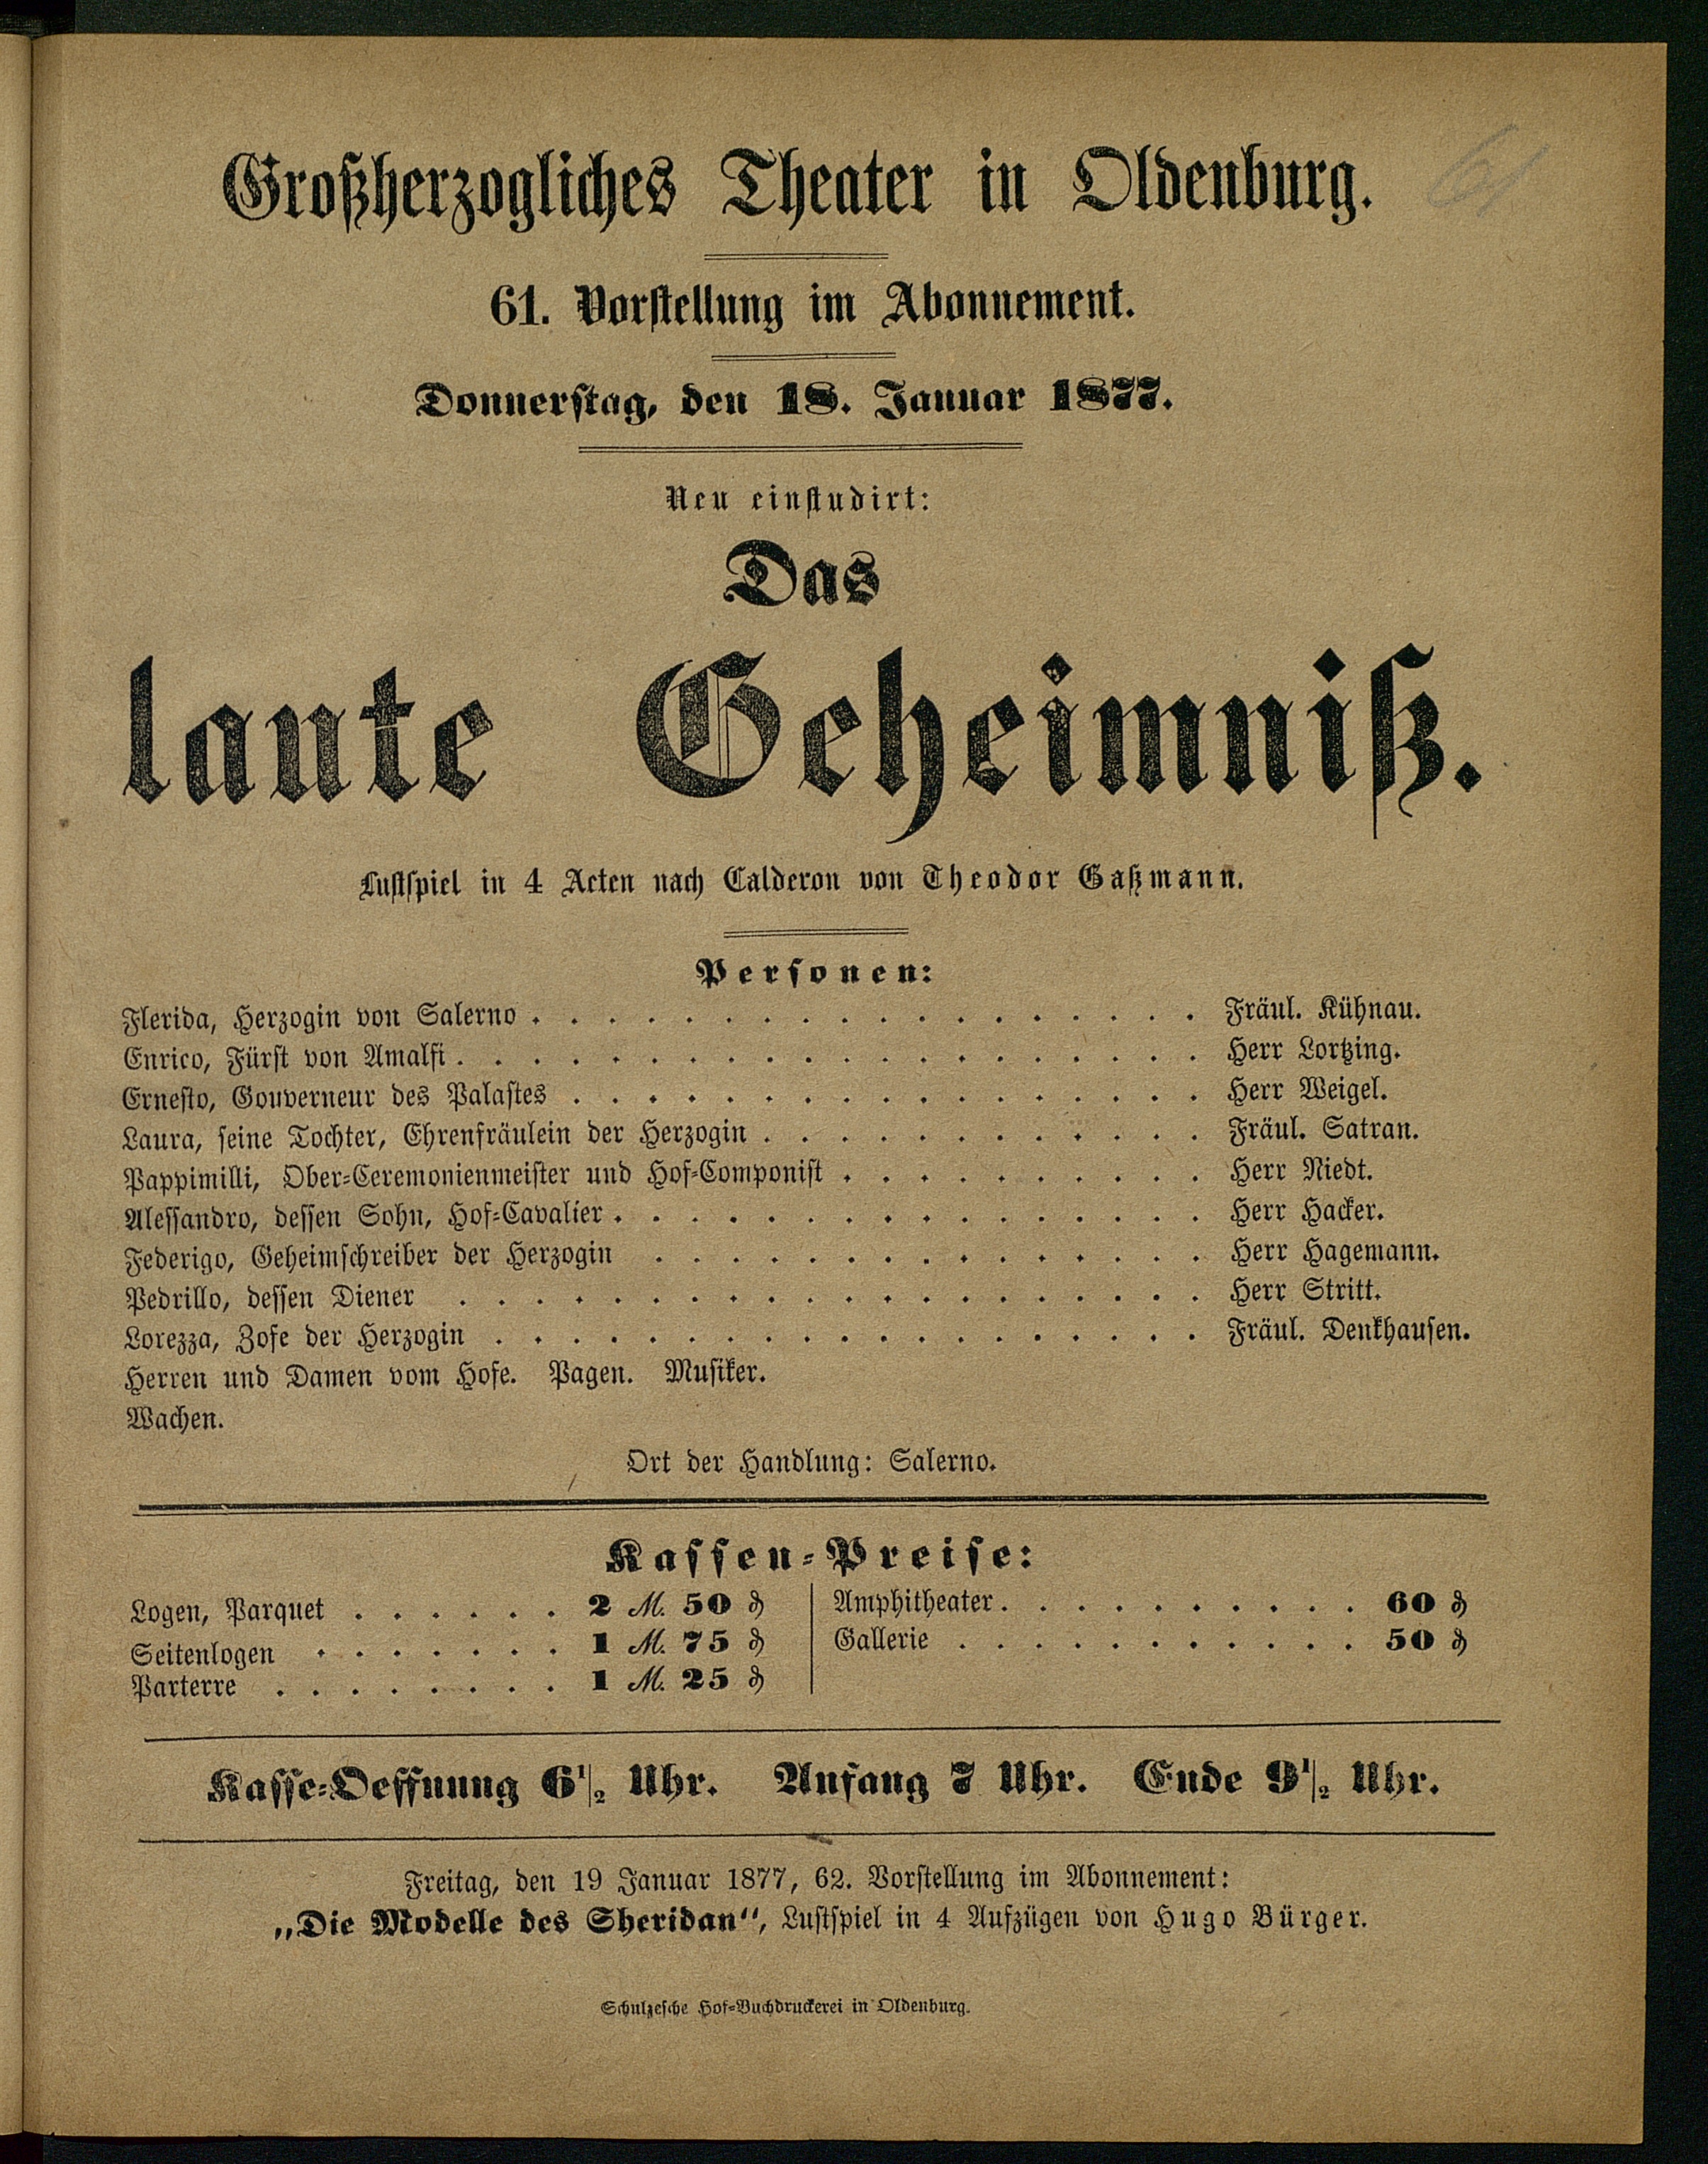 Großherzogliches Theater in Oldenburg.
61
61. Vorstellung im Abonnement.
Donnerstag, den 18. Januar 1877.
Neu einstudirt:
Das
laute Geheimniß.
Lustspiel in 4 Acten nach Calderon von Theodor Gaßmann.
Personen:
Flerida, Herzogin von Salerno . . . . . . . . . . . . . . . . . . Fräul. Kühnau.
Enrico, Fürst von Amalfi . . . . . . . . . . . . . . . . . . . . Herr Lortzing.
Ernesto, Gouverneur des Palastes . . . . . . . . . . . . . . . . . Herr Weigel.
Laura, seine Tochter, Ehrenfräulein der Herzogin . . . . . . . . . . . . Fräul. Satran.
Pappimilli, Ober-Ceremonienmeister und Hof-Componist . . . . . . . . . . Herr Niedt.
Alessandro, dessen Sohn, Hof-Cavalier . . . . . . . . . . . . . . . . Herr Hacker.
Federigo, Geheimschreiber der Herzogin . . . . . . . . . . . . . . . Herr Hagemann.
Pedrillo, dessen Diener . . . . . . . . . . . . . . . . . . . . Herr Stritt.
Lorezza, Zofe der Herzogin . . . . . . . . . . . . . . . . . . . Fräul. Denkhausen.
Herren und Damen vom Hofe. Pagen. Musiker.
Wachen.
Ort der Handlung: Salerno.
Kassen-Preise:
Logen, Parquet . . . . . . 2 M. 50 ₰
Seitenlogen . . . . . . . 1 M. 75 ₰
Parterre . . . . . . . . 1 M. 25 ₰
Amphitheater . . . . . . . . . . 60 ₰
Gallerie . . . . . . . . . . . 50 ₰
Kasse-Oeffnung 6½ Uhr. Anfang 7 Uhr. Ende 9½ Uhr.
Freitag, den 19 Januar 1877, 62. Vorstellung im Abonnement:
„Die Modelle des Sheridan“, Lustspiel in 4 Aufzügen von Hugo Bürger.
Schulzesche Hof-Buchdruckerei in Oldenburg.